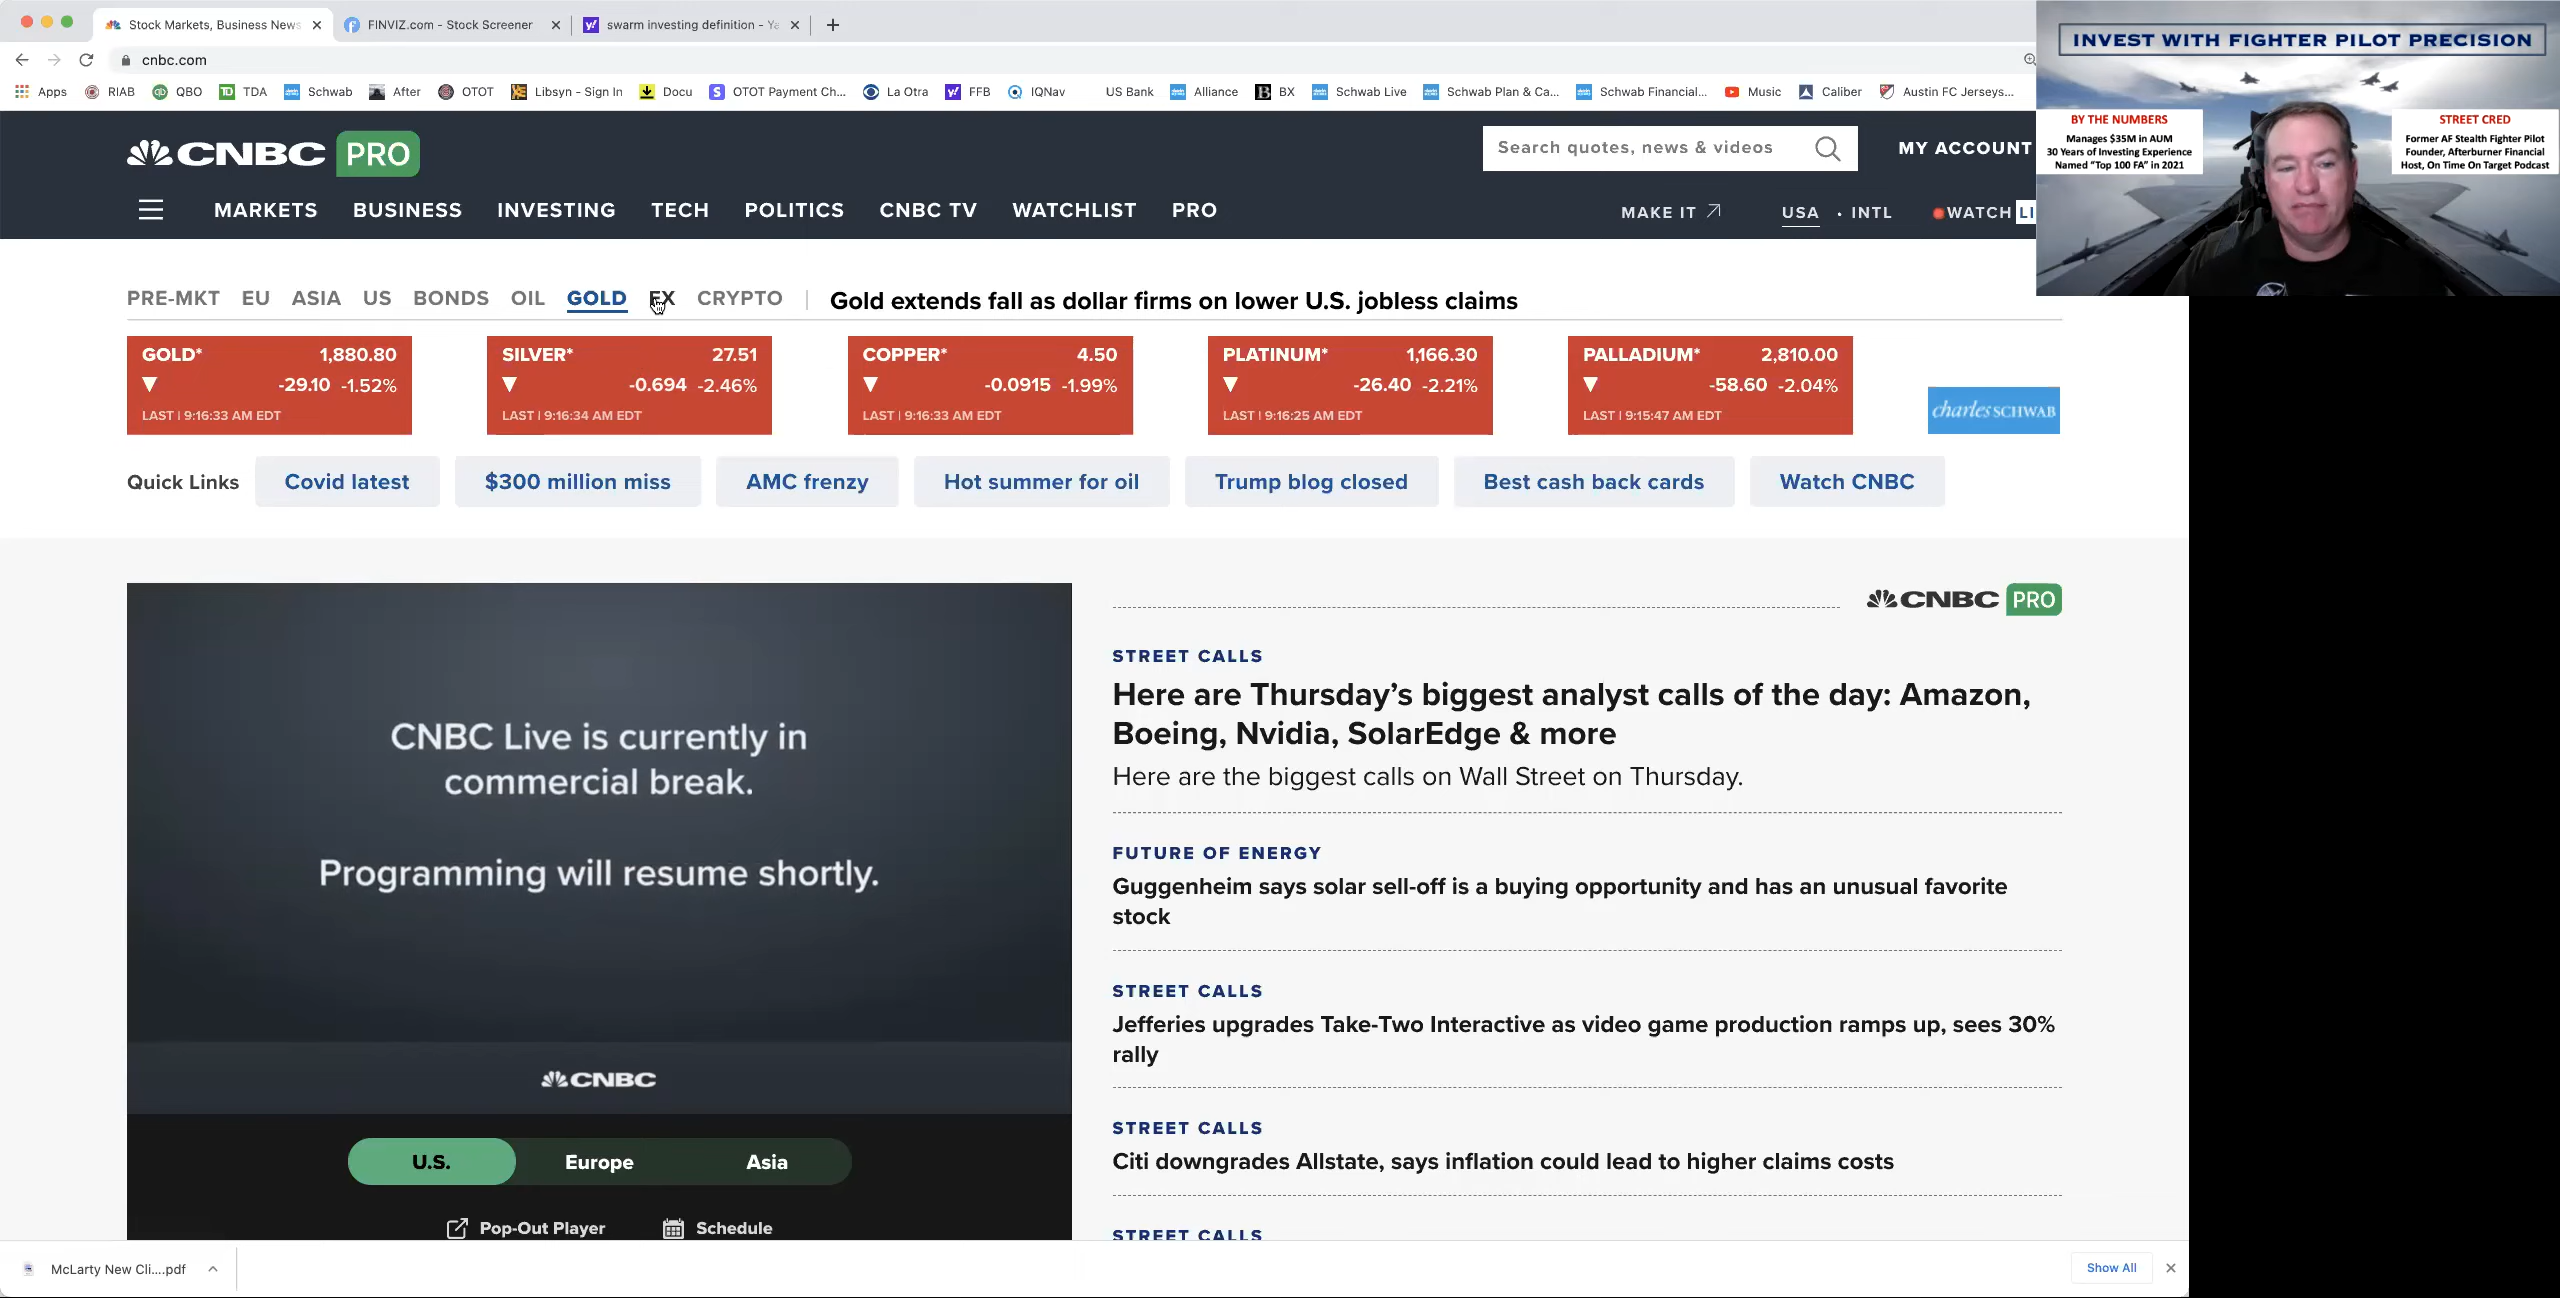 Stock Markets, Business News
FINVIZ.com - Stock Screener
swarm investing definition - Ya
cnbc.com
Apps RIAB QBO TDA Schwab After OTOT Libsyn - Sign In Docu OTOT Payment Ch... La Otra FFB IQNav US Bank Alliance BX Schwab Live Schwab Plan & Ca... Schwab Financial... Music Caliber Austin FC Jerseys...
INVEST WITH FIGHTER PILOT PRECISION
BY THE NUMBERS
Manages $35M in AUM
30 Years of Investing Experience
Named "Top 100 FA" in 2021
STREET CRED
Former AF Stealth Fighter Pilot
Founder, Afterburner Financial
Host, On Time On Target Podcast
CNBC PRO
Search quotes, news & videos
MY ACCOUNT
MARKETS BUSINESS INVESTING TECH POLITICS CNBC TV WATCHLIST PRO
MAKE IT USA • INTL WATCH LI
PRE-MKT EU ASIA US BONDS OIL GOLD FX CRYPTO
Gold extends fall as dollar firms on lower U.S. jobless claims
GOLD* 1,880.80
-29.10 -1.52%
LAST | 9:16:33 AM EDT
SILVER* 27.51
-0.694 -2.46%
LAST | 9:16:34 AM EDT
COPPER* 4.50
-0.0915 -1.99%
LAST | 9:16:33 AM EDT
PLATINUM* 1,166.30
-26.40 -2.21%
LAST | 9:16:25 AM EDT
PALLADIUM* 2,810.00
-58.60 -2.04%
LAST | 9:15:47 AM EDT
charles SCHWAB
Quick Links Covid latest $300 million miss AMC frenzy Hot summer for oil Trump blog closed Best cash back cards Watch CNBC
CNBC Live is currently in
commercial break.
Programming will resume shortly.
CNBC
U.S. Europe Asia
Pop-Out Player Schedule
CNBC PRO
STREET CALLS
Here are Thursday's biggest analyst calls of the day: Amazon,
Boeing, Nvidia, SolarEdge & more
Here are the biggest calls on Wall Street on Thursday.
FUTURE OF ENERGY
Guggenheim says solar sell-off is a buying opportunity and has an unusual favorite
stock
STREET CALLS
Jefferies upgrades Take-Two Interactive as video game production ramps up, sees 30%
rally
STREET CALLS
Citi downgrades Allstate, says inflation could lead to higher claims costs
STREET CALLS
McLarty New Cli....pdf
Show All